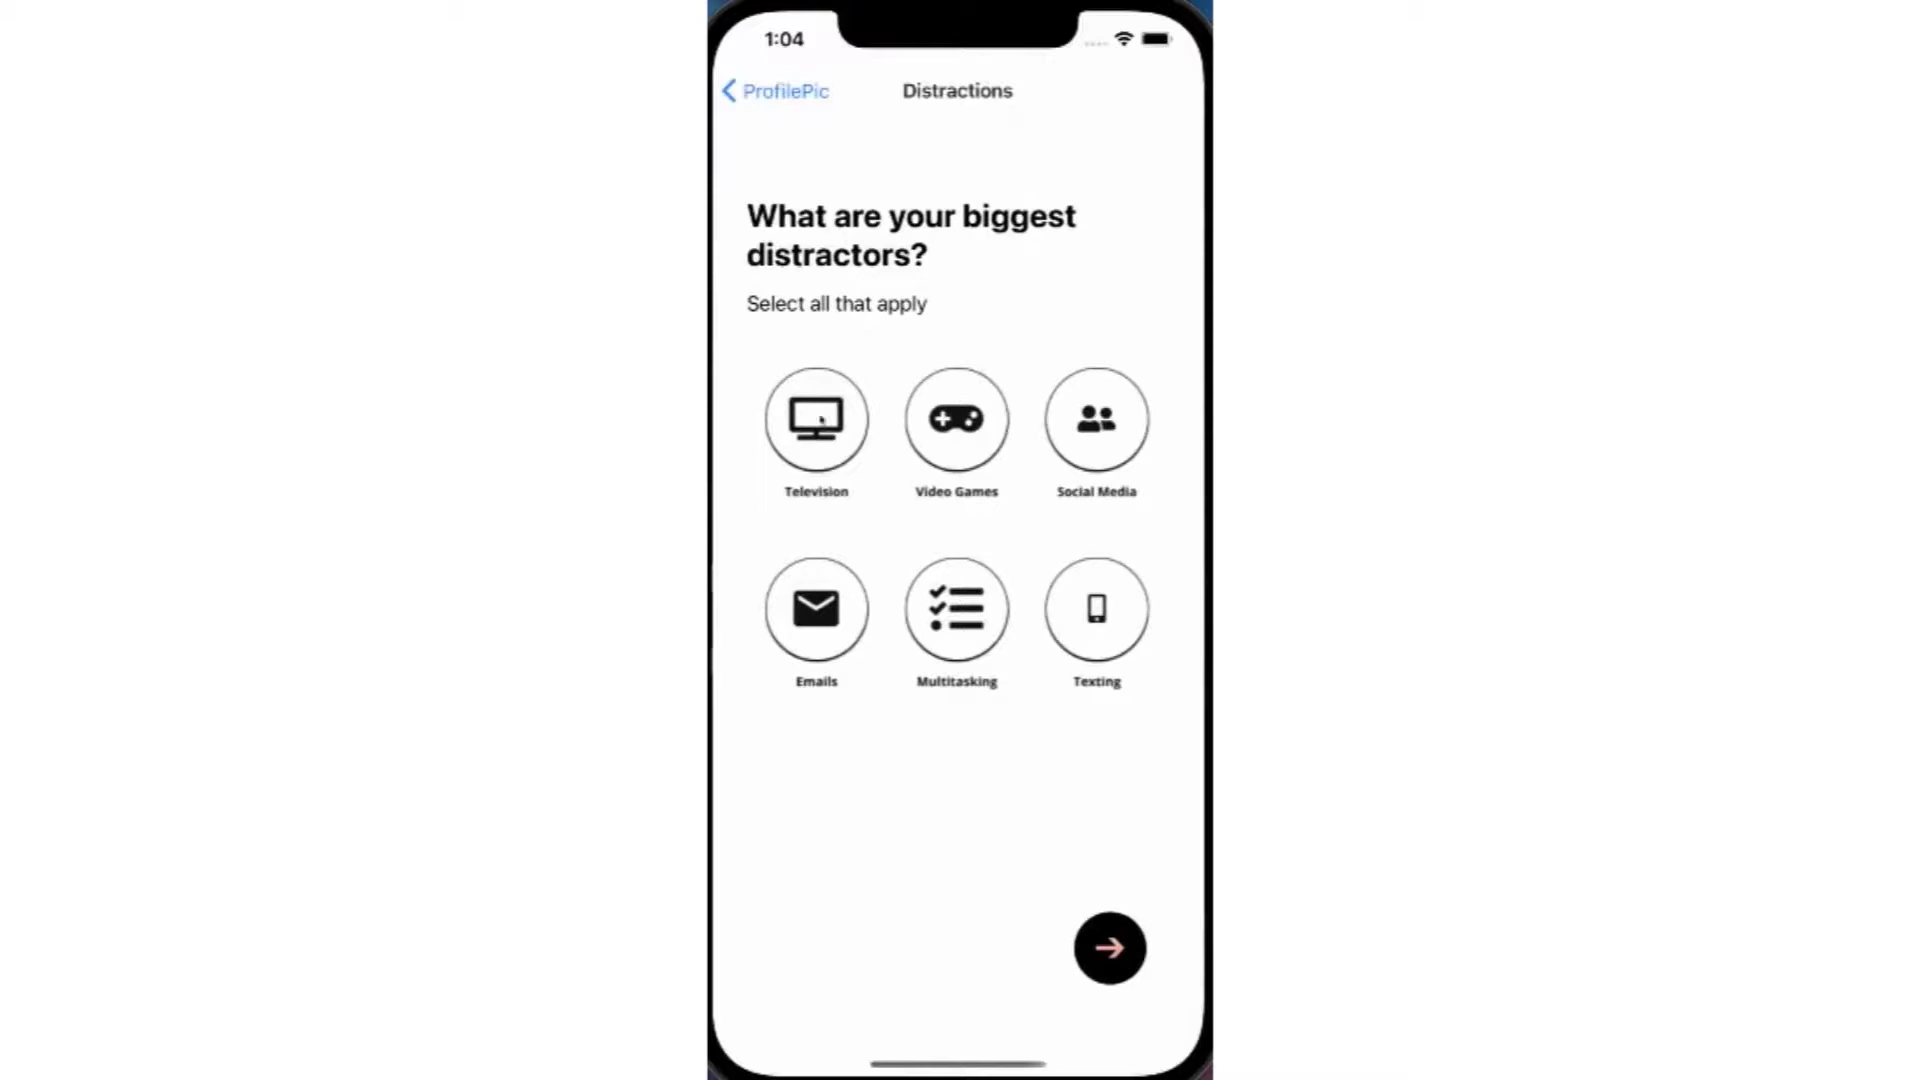 1:04
ProfilePic
Distractions
What are your biggest
distractors?
Select all that apply
Television
Video Games
Social Media
Emails
Multitasking
Texting